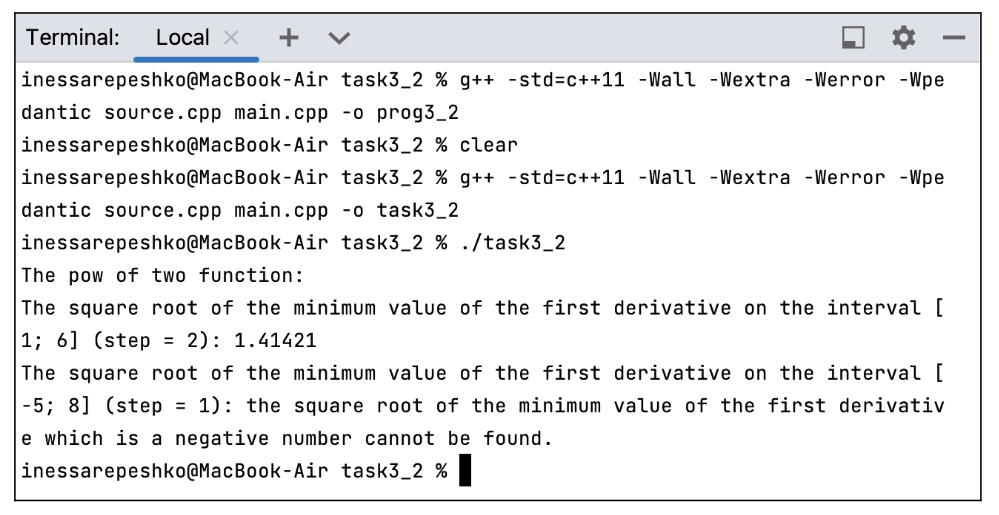 Terminal: Local × + 
inessarepeshko@MacBook-Air task3_2 % g++ -std=c++11 -Wall -Wextra -Werror -Wpe
dantic source.cpp main.cpp -o prog3_2
inessarepeshko@MacBook-Air task3_2 % clear
inessarepeshko@MacBook-Air task3_2 % g++ -std=c++11 -Wall -Wextra -Werror -Wpe
dantic source.cpp main.cpp -o task3_2
inessarepeshko@MacBook-Air task3_2 % ./task3_2
The pow of two function:
The square root of the minimum value of the first derivative on the interval [
1; 6] (step = 2): 1.41421
The square root of the minimum value of the first derivative on the interval [
-5; 8] (step = 1): the square root of the minimum value of the first derivativ
e which is a negative number cannot be found.
inessarepeshko@MacBook-Air task3_2 %